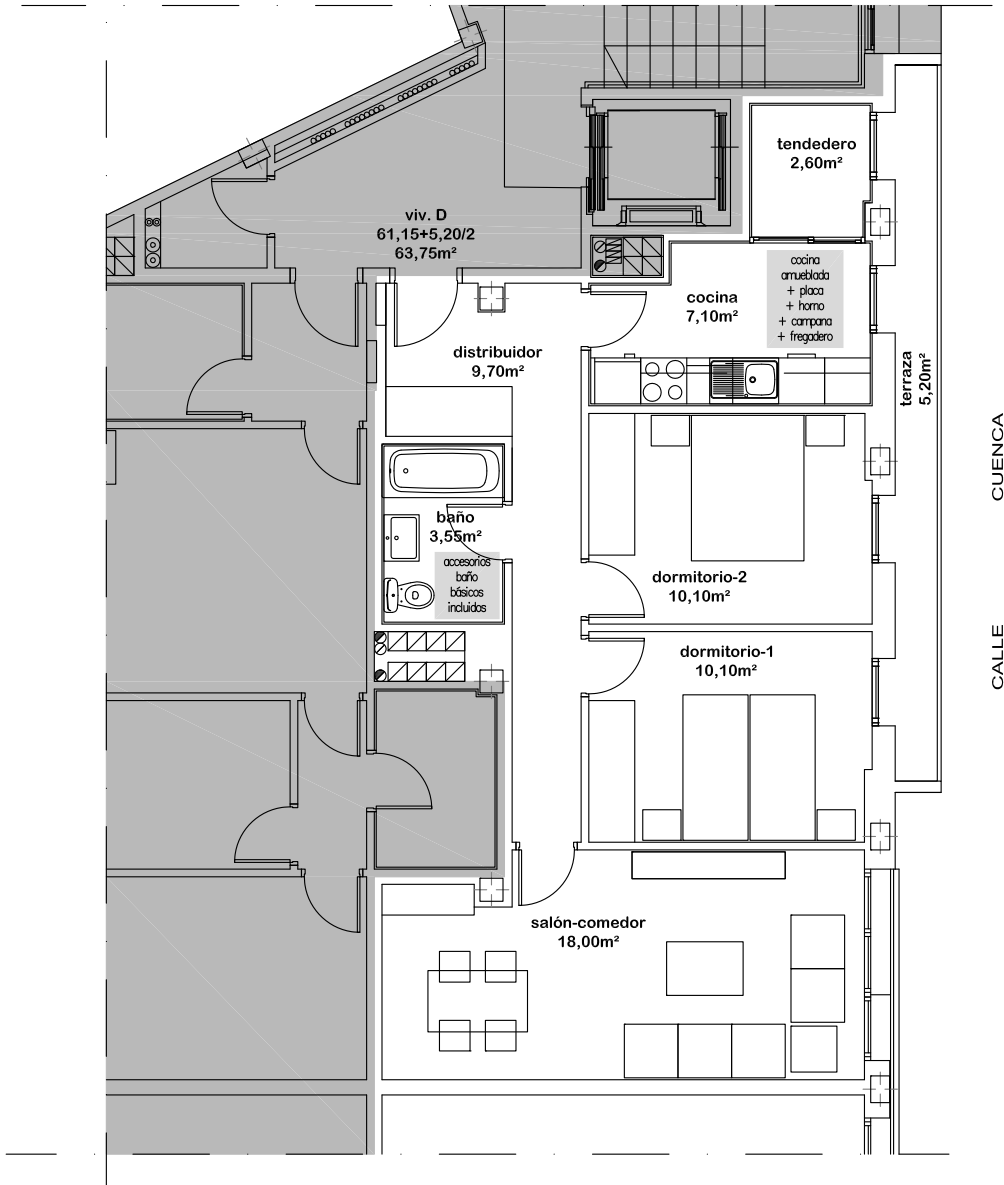 tendedero
2,60m²
viv. D
61,15+5,20/2
63,75m²
cocina
amueblada
+ placa
+ horno
+ campana
+ fregadero
cocina
7,10m²
distribuidor
9,70m²
terraza
5,20m²
CALLE CUENCA
baño
3,55m²
accesorios
baño
básicos
incluidos
dormitorio-2
10,10m²
dormitorio-1
10,10m²
salón-comedor
18,00m²